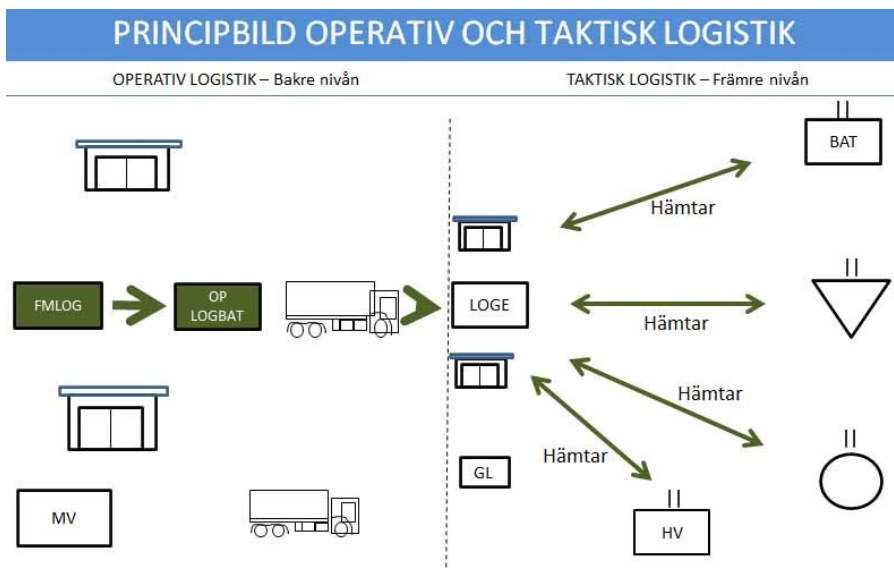 PRINCIPBILD OPERATIV OCH TAKTISK LOGISTIK
OPERATIV LOGISTIK – Bakre nivån
TAKTISK LOGISTIK – Främre nivån
BAT
Hämtar
FMLOG
OP
LOGBAT
LOGE
Hämtar
Hämtar
Hämtar
GL
MV
HV